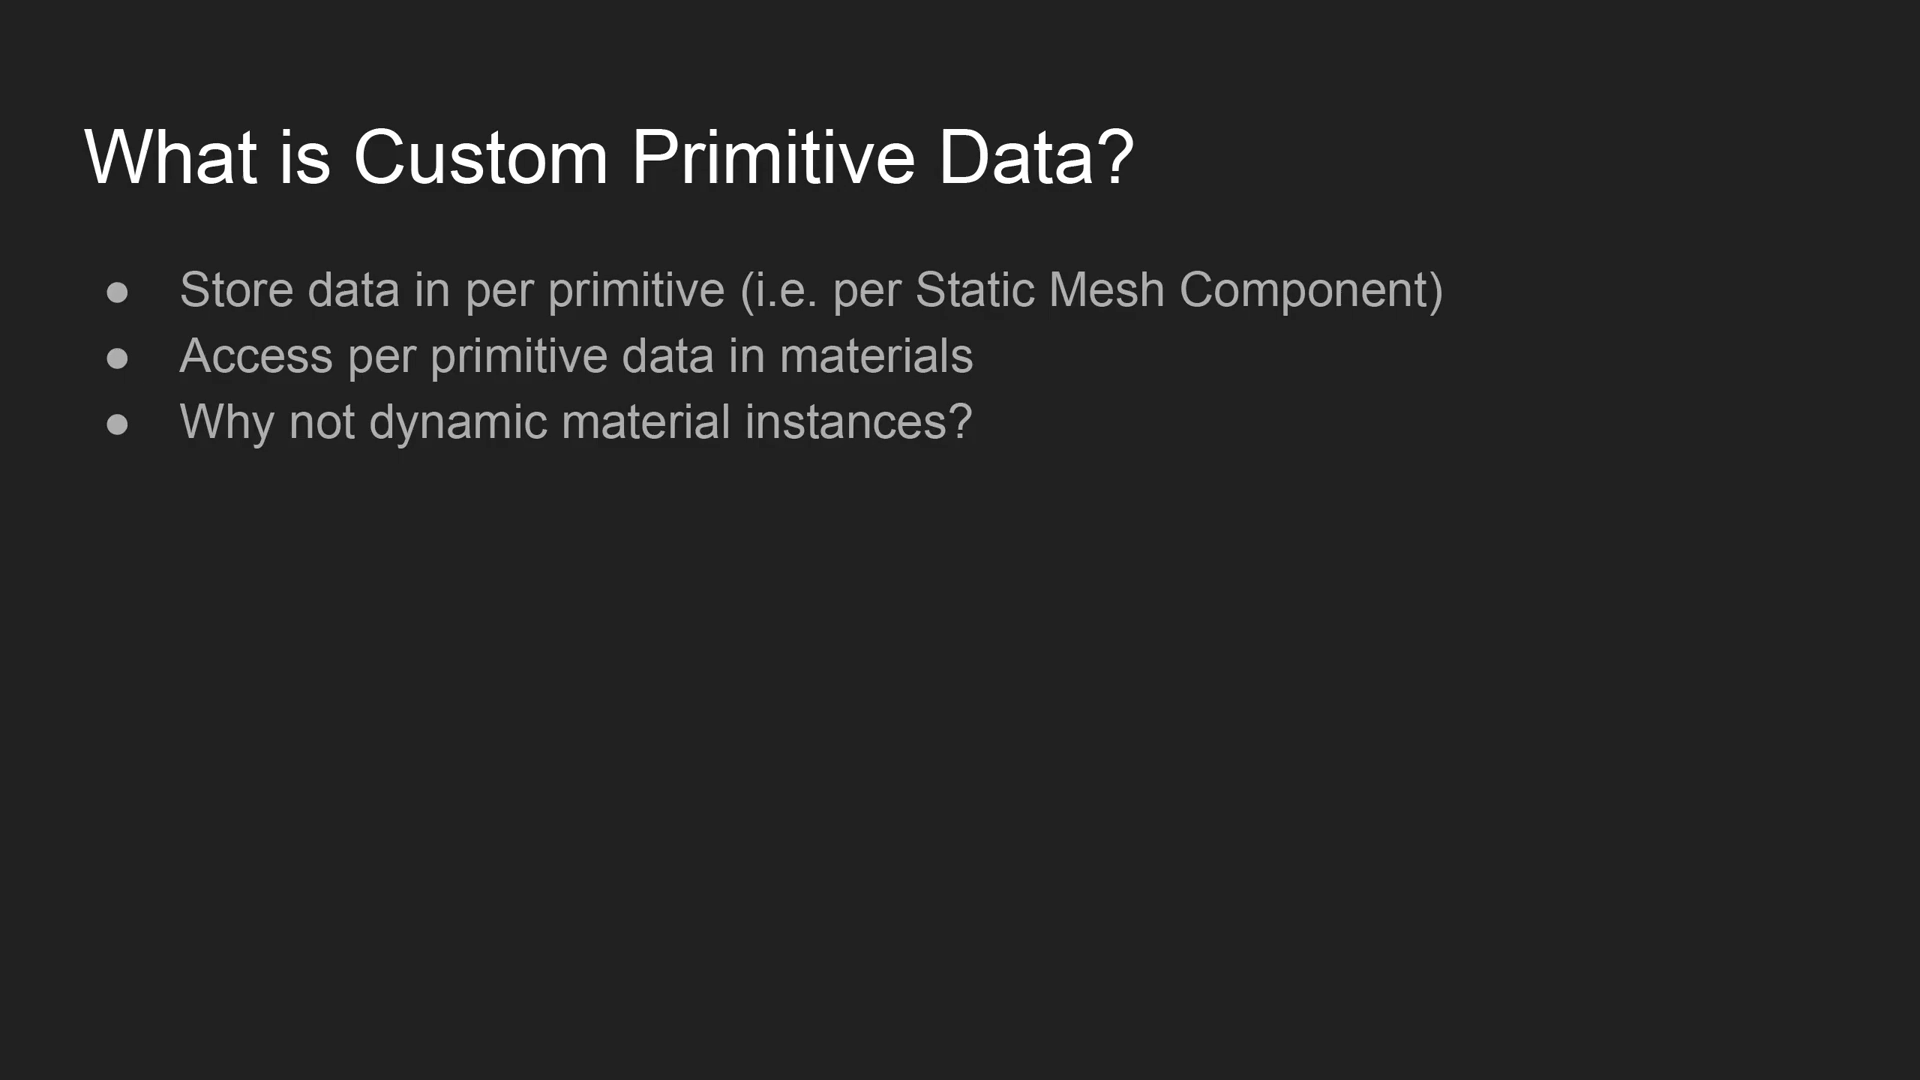 What is Custom Primitive Data?
● Store data in per primitive (i.e. per Static Mesh Component)
● Access per primitive data in materials
● Why not dynamic material instances?